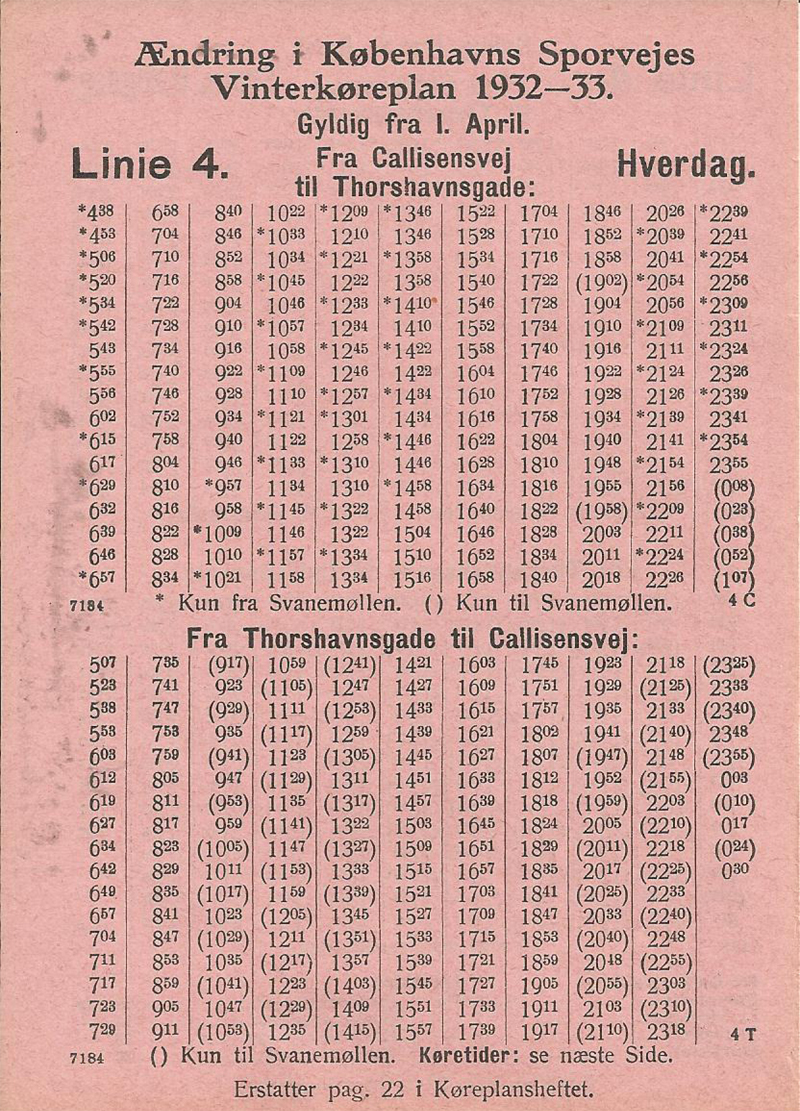 Ændring i Københavns Sporvejes
Vinterkøreplan 1932—33.
Gyldig fra 1. April.
Linie 4. Fra Callisensvej til Thorshavnsgade: Hverdag.
*4³⁸ 6⁵⁸ 8⁴⁰ 10²² *12⁰⁹ *13⁴⁶ 15²² 17⁰⁴ 18⁴⁶ 20²⁶ *22³⁹
*4⁵³ 7⁰⁴ 8⁴⁶ *10³³ 12¹⁰ 13⁴⁶ 15²⁸ 17¹⁰ 18⁵² *20³⁹ 22⁴¹
*5⁰⁶ 7¹⁰ 8⁵² 10³⁴ *12²¹ *13⁵⁸ 15³⁴ 17¹⁶ 18⁵⁸ 20⁴¹ *22⁵⁴
*5²⁰ 7¹⁶ 8⁵⁸ *10⁴⁵ 12²² 13⁵⁸ 15⁴⁰ 17²² (19⁰²) *20⁵⁴ 22⁵⁶
*5³⁴ 7²² 9⁰⁴ 10⁴⁶ *12³³ *14¹⁰ 15⁴⁶ 17²⁸ 19⁰⁴ 20⁵⁶ *23⁰⁹
*5⁴² 7²⁸ 9¹⁰ *10⁵⁷ 12³⁴ 14¹⁰ 15⁵² 17³⁴ 19¹⁰ *21⁰⁹ 23¹¹
5⁴³ 7³⁴ 9¹⁶ 10⁵⁸ *12⁴⁵ *14²² 15⁵⁸ 17⁴⁰ 19¹⁶ 21¹¹ *23²⁴
*5⁵⁵ 7⁴⁰ 9²² *11⁰⁹ 12⁴⁶ 14²² 16⁰⁴ 17⁴⁶ 19²² *21²⁴ 23²⁶
5⁵⁶ 7⁴⁶ 9²⁸ 11¹⁰ *12⁵⁷ *14³⁴ 16¹⁰ 17⁵² 19²⁸ 21²⁶ *23³⁹
6⁰² 7⁵² 9³⁴ *11²¹ *13⁰¹ 14³⁴ 16¹⁶ 17⁵⁸ 19³⁴ *21³⁹ 23⁴¹
*6¹⁵ 7⁵⁸ 9⁴⁰ 11²² 12⁵⁸ *14⁴⁶ 16²² 18⁰⁴ 19⁴⁰ 21⁴¹ *23⁵⁴
6¹⁷ 8⁰⁴ 9⁴⁶ *11³³ *13¹⁰ 14⁴⁶ 16²⁸ 18¹⁰ 19⁴⁸ *21⁵⁴ 23⁵⁵
*6²⁹ 8¹⁰ *9⁵⁷ 11³⁴ 13¹⁰ *14⁵⁸ 16³⁴ 18¹⁶ 19⁵⁵ 21⁵⁶ (0⁰⁸)
6³² 8¹⁶ 9⁵⁸ *11⁴⁵ *13²² 14⁵⁸ 16⁴⁰ 18²² (19⁵⁸) *22⁰⁹ (0²³)
6³⁹ 8²² *10⁰⁹ 11⁴⁶ 13²² 15⁰⁴ 16⁴⁶ 18²⁸ 20⁰³ 22¹¹ (0³⁸)
6⁴⁶ 8²⁸ 10¹⁰ *11⁵⁷ *13³⁴ 15¹⁰ 16⁵² 18³⁴ 20¹¹ *22²⁴ (0⁵²)
*6⁵⁷ 8³⁴ *10²¹ 11⁵⁸ 13³⁴ 15¹⁶ 16⁵⁸ 18⁴⁰ 20¹⁸ 22²⁶ (1⁰⁷)
7184 * Kun fra Svanemøllen. () Kun til Svanemøllen. 4 C
Fra Thorshavnsgade til Callisensvej:
5⁰⁷ 7³⁵ (9¹⁷) 10⁵⁹ (12⁴¹) 14²¹ 16⁰³ 17⁴⁵ 19²³ 21¹⁸ (23²⁵)
5²³ 7⁴¹ 9²³ (11⁰⁵) 12⁴⁷ 14²⁷ 16⁰⁹ 17⁵¹ 19²⁹ (21²⁵) 23³³
5³⁸ 7⁴⁷ (9²⁹) 11¹¹ (12⁵³) 14³³ 16¹⁵ 17⁵⁷ 19³⁵ 21³³ (23⁴⁰)
5⁵³ 7⁵³ 9³⁵ (11¹⁷) 12⁵⁹ 14³⁹ 16²¹ 18⁰² 19⁴¹ (21⁴⁰) 23⁴⁸
6⁰³ 7⁵⁹ (9⁴¹) 11²³ (13⁰⁵) 14⁴⁵ 16²⁷ 18⁰⁷ (19⁴⁷) 21⁴⁸ (23⁵⁵)
6¹² 8⁰⁵ 9⁴⁷ (11²⁹) 13¹¹ 14⁵¹ 16³³ 18¹² 19⁵² (21⁵⁵) 0⁰³
6¹⁹ 8¹¹ (9⁵³) 11³⁵ (13¹⁷) 14⁵⁷ 16³⁹ 18¹⁸ (19⁵⁹) 22⁰³ (0¹⁰)
6²⁷ 8¹⁷ 9⁵⁹ (11⁴¹) 13²² 15⁰³ 16⁴⁵ 18²⁴ 20⁰⁵ (22¹⁰) 0¹⁷
6³⁴ 8²³ (10⁰⁵) 11⁴⁷ (13²⁷) 15⁰⁹ 16⁵¹ 18²⁹ (20¹¹) 22¹⁸ (0²⁴)
6⁴² 8²⁹ 10¹¹ (11⁵³) 13³³ 15¹⁵ 16⁵⁷ 18³⁵ 20¹⁷ (22²⁵) 0³⁰
6⁴⁹ 8³⁵ (10¹⁷) 11⁵⁹ (13³⁹) 15²¹ 17⁰³ 18⁴¹ (20²⁵) 22³³
6⁵⁷ 8⁴¹ 10²³ (12⁰⁵) 13⁴⁵ 15²⁷ 17⁰⁹ 18⁴⁷ 20³³ (22⁴⁰)
7⁰⁴ 8⁴⁷ (10²⁹) 12¹¹ (13⁵¹) 15³³ 17¹⁵ 18⁵³ (20⁴⁰) 22⁴⁸
7¹¹ 8⁵³ 10³⁵ (12¹⁷) 13⁵⁷ 15³⁹ 17²¹ 18⁵⁹ 20⁴⁸ (22⁵⁵)
7¹⁷ 8⁵⁹ (10⁴¹) 12²³ (14⁰³) 15⁴⁵ 17²⁷ 19⁰⁵ (20⁵⁵) 23⁰³
7²³ 9⁰⁵ 10⁴⁷ (12²⁹) 14⁰⁹ 15⁵¹ 17³³ 19¹¹ 21⁰³ (23¹⁰)
7²⁹ 9¹¹ (10⁵³) 12³⁵ (14¹⁵) 15⁵⁷ 17³⁹ 19¹⁷ (21¹⁰) 23¹⁸ 4 T
7184 () Kun til Svanemøllen. Køretider: se næste Side.
Erstatter pag. 22 i Køreplansheftet.